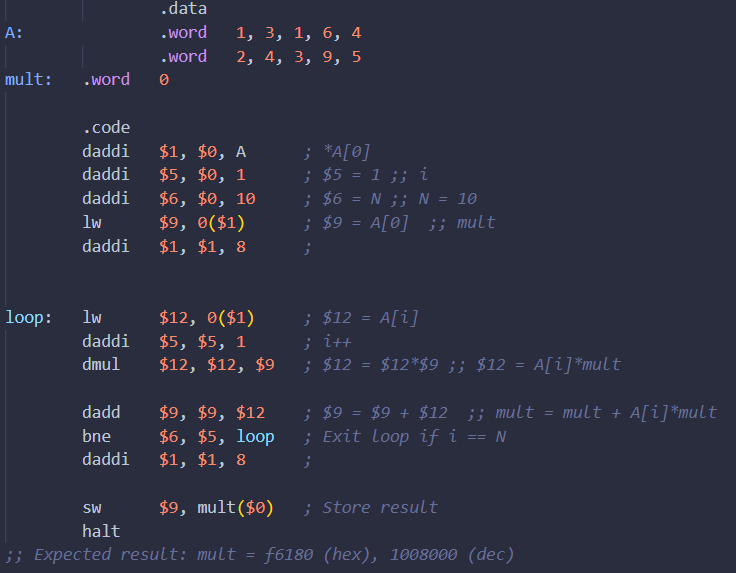 .data
A: .word 1, 3, 1, 6, 4
.word 2, 4, 3, 9, 5
mult: .word 0
.code
daddi $1, $0, A ; *A[0]
daddi $5, $0, 1 ; $5 = 1 ;; i
daddi $6, $0, 10 ; $6 = N ;; N = 10
lw $9, 0($1) ; $9 = A[0] ;; mult
daddi $1, $1, 8 ;
loop: lw $12, 0($1) ; $12 = A[i]
daddi $5, $5, 1 ; i++
dmul $12, $12, $9 ; $12 = $12*$9 ;; $12 = A[i]*mult
dadd $9, $9, $12 ; $9 = $9 + $12 ;; mult = mult + A[i]*mult
bne $6, $5, loop ; Exit loop if i == N
daddi $1, $1, 8 ;
sw $9, mult($0) ; Store result
halt
;; Expected result: mult = f6180 (hex), 1008000 (dec)